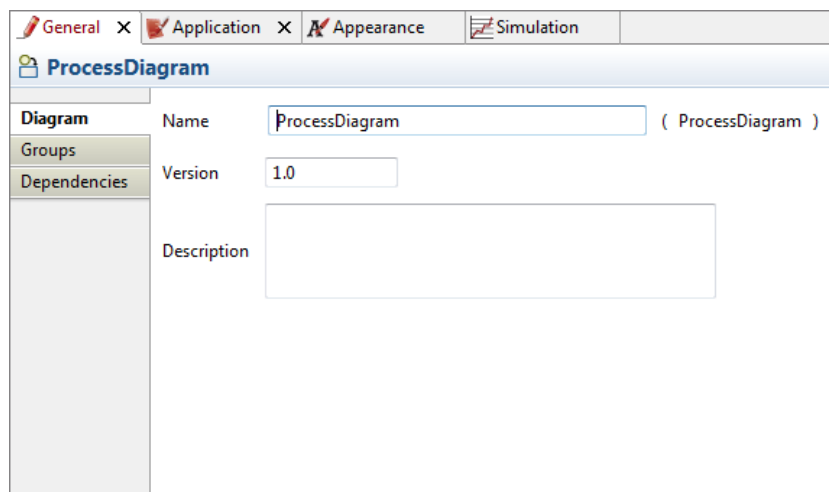 General Application Appearance Simulation
ProcessDiagram
Diagram
Groups
Dependencies
Name ProcessDiagram ( ProcessDiagram )
Version 1.0
Description